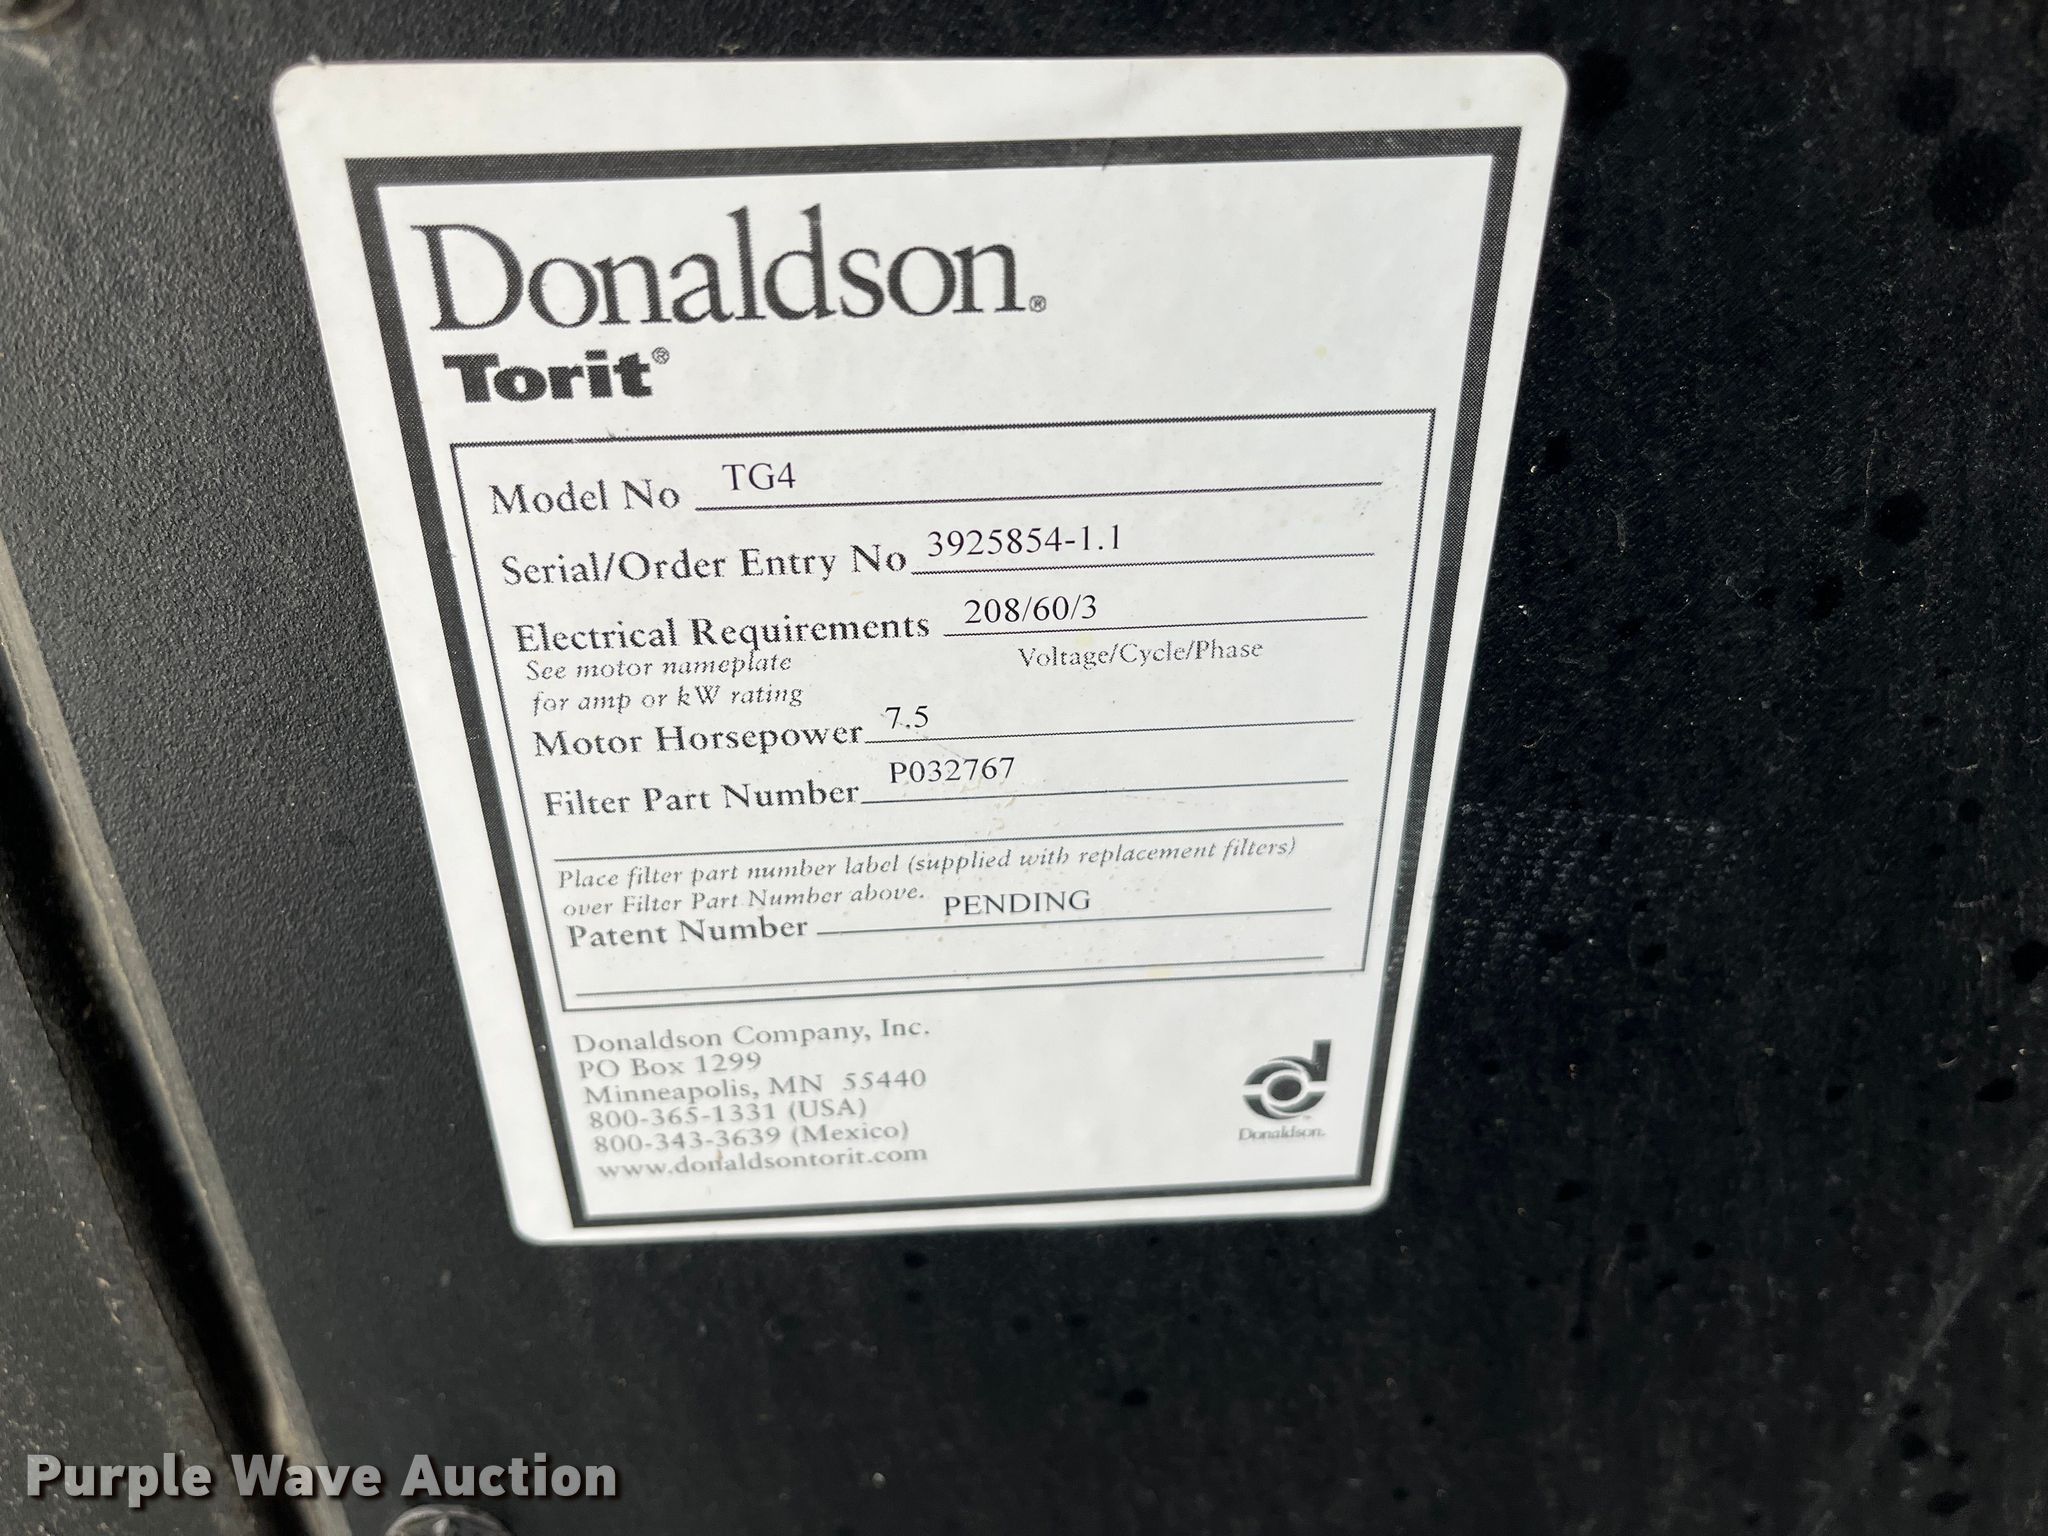 Donaldson®
Torit®
Model No TG4
Serial/Order Entry No 3925854-1.1
Electrical Requirements 208/60/3
See motor nameplate Voltage/Cycle/Phase
for amp or kW rating
Motor Horsepower 7.5
Filter Part Number P032767
Place filter part number label (supplied with replacement filters)
over Filter Part Number above.
Patent Number PENDING
Donaldson Company, Inc.
PO Box 1299
Minneapolis, MN 55440
800-365-1331 (USA)
800-343-3639 (Mexico)
www.donaldsontorit.com
Donaldson.
Purple Wave Auction